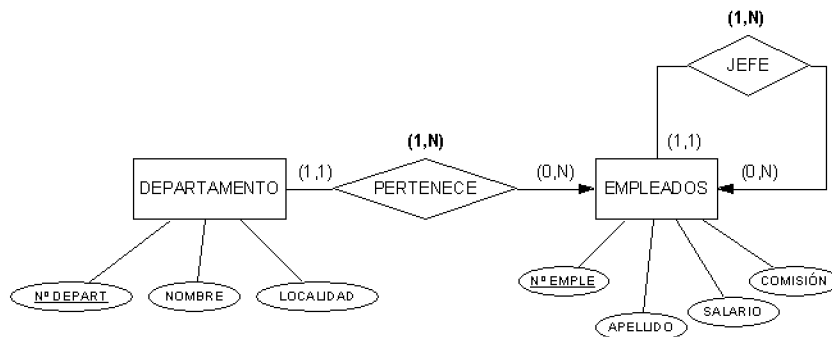 (1,N)
JEFE
(1,N)
(1,1)
DEPARTAMENTO
(1,1)
PERTENECE
(0,N)
EMPLEADOS
(0,N)
Nº DEPART
NOMBRE
LOCALIDAD
Nº EMPLE
APELLIDO
SALARIO
COMISIÓN